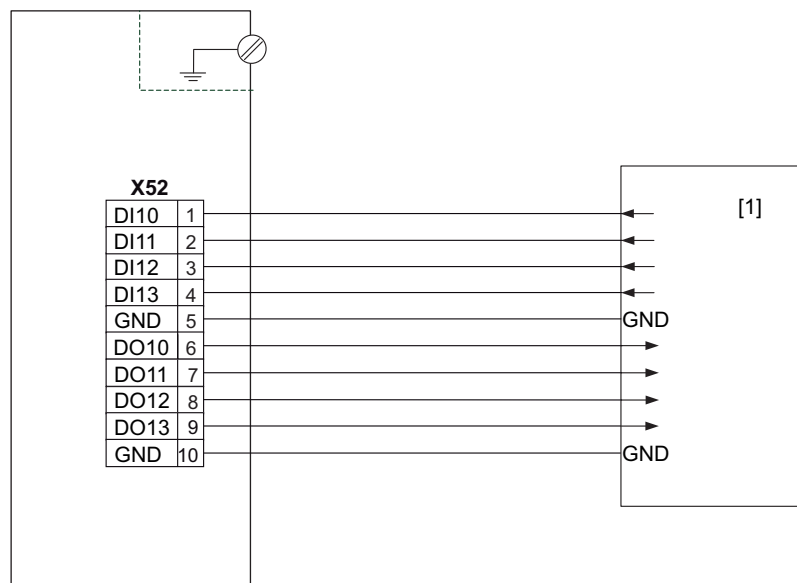 X52
[1]
DI10 1
DI11 2
DI12 3
DI13 4
GND 5 GND
DO10 6
DO11 7
DO12 8
DO13 9
GND 10 GND